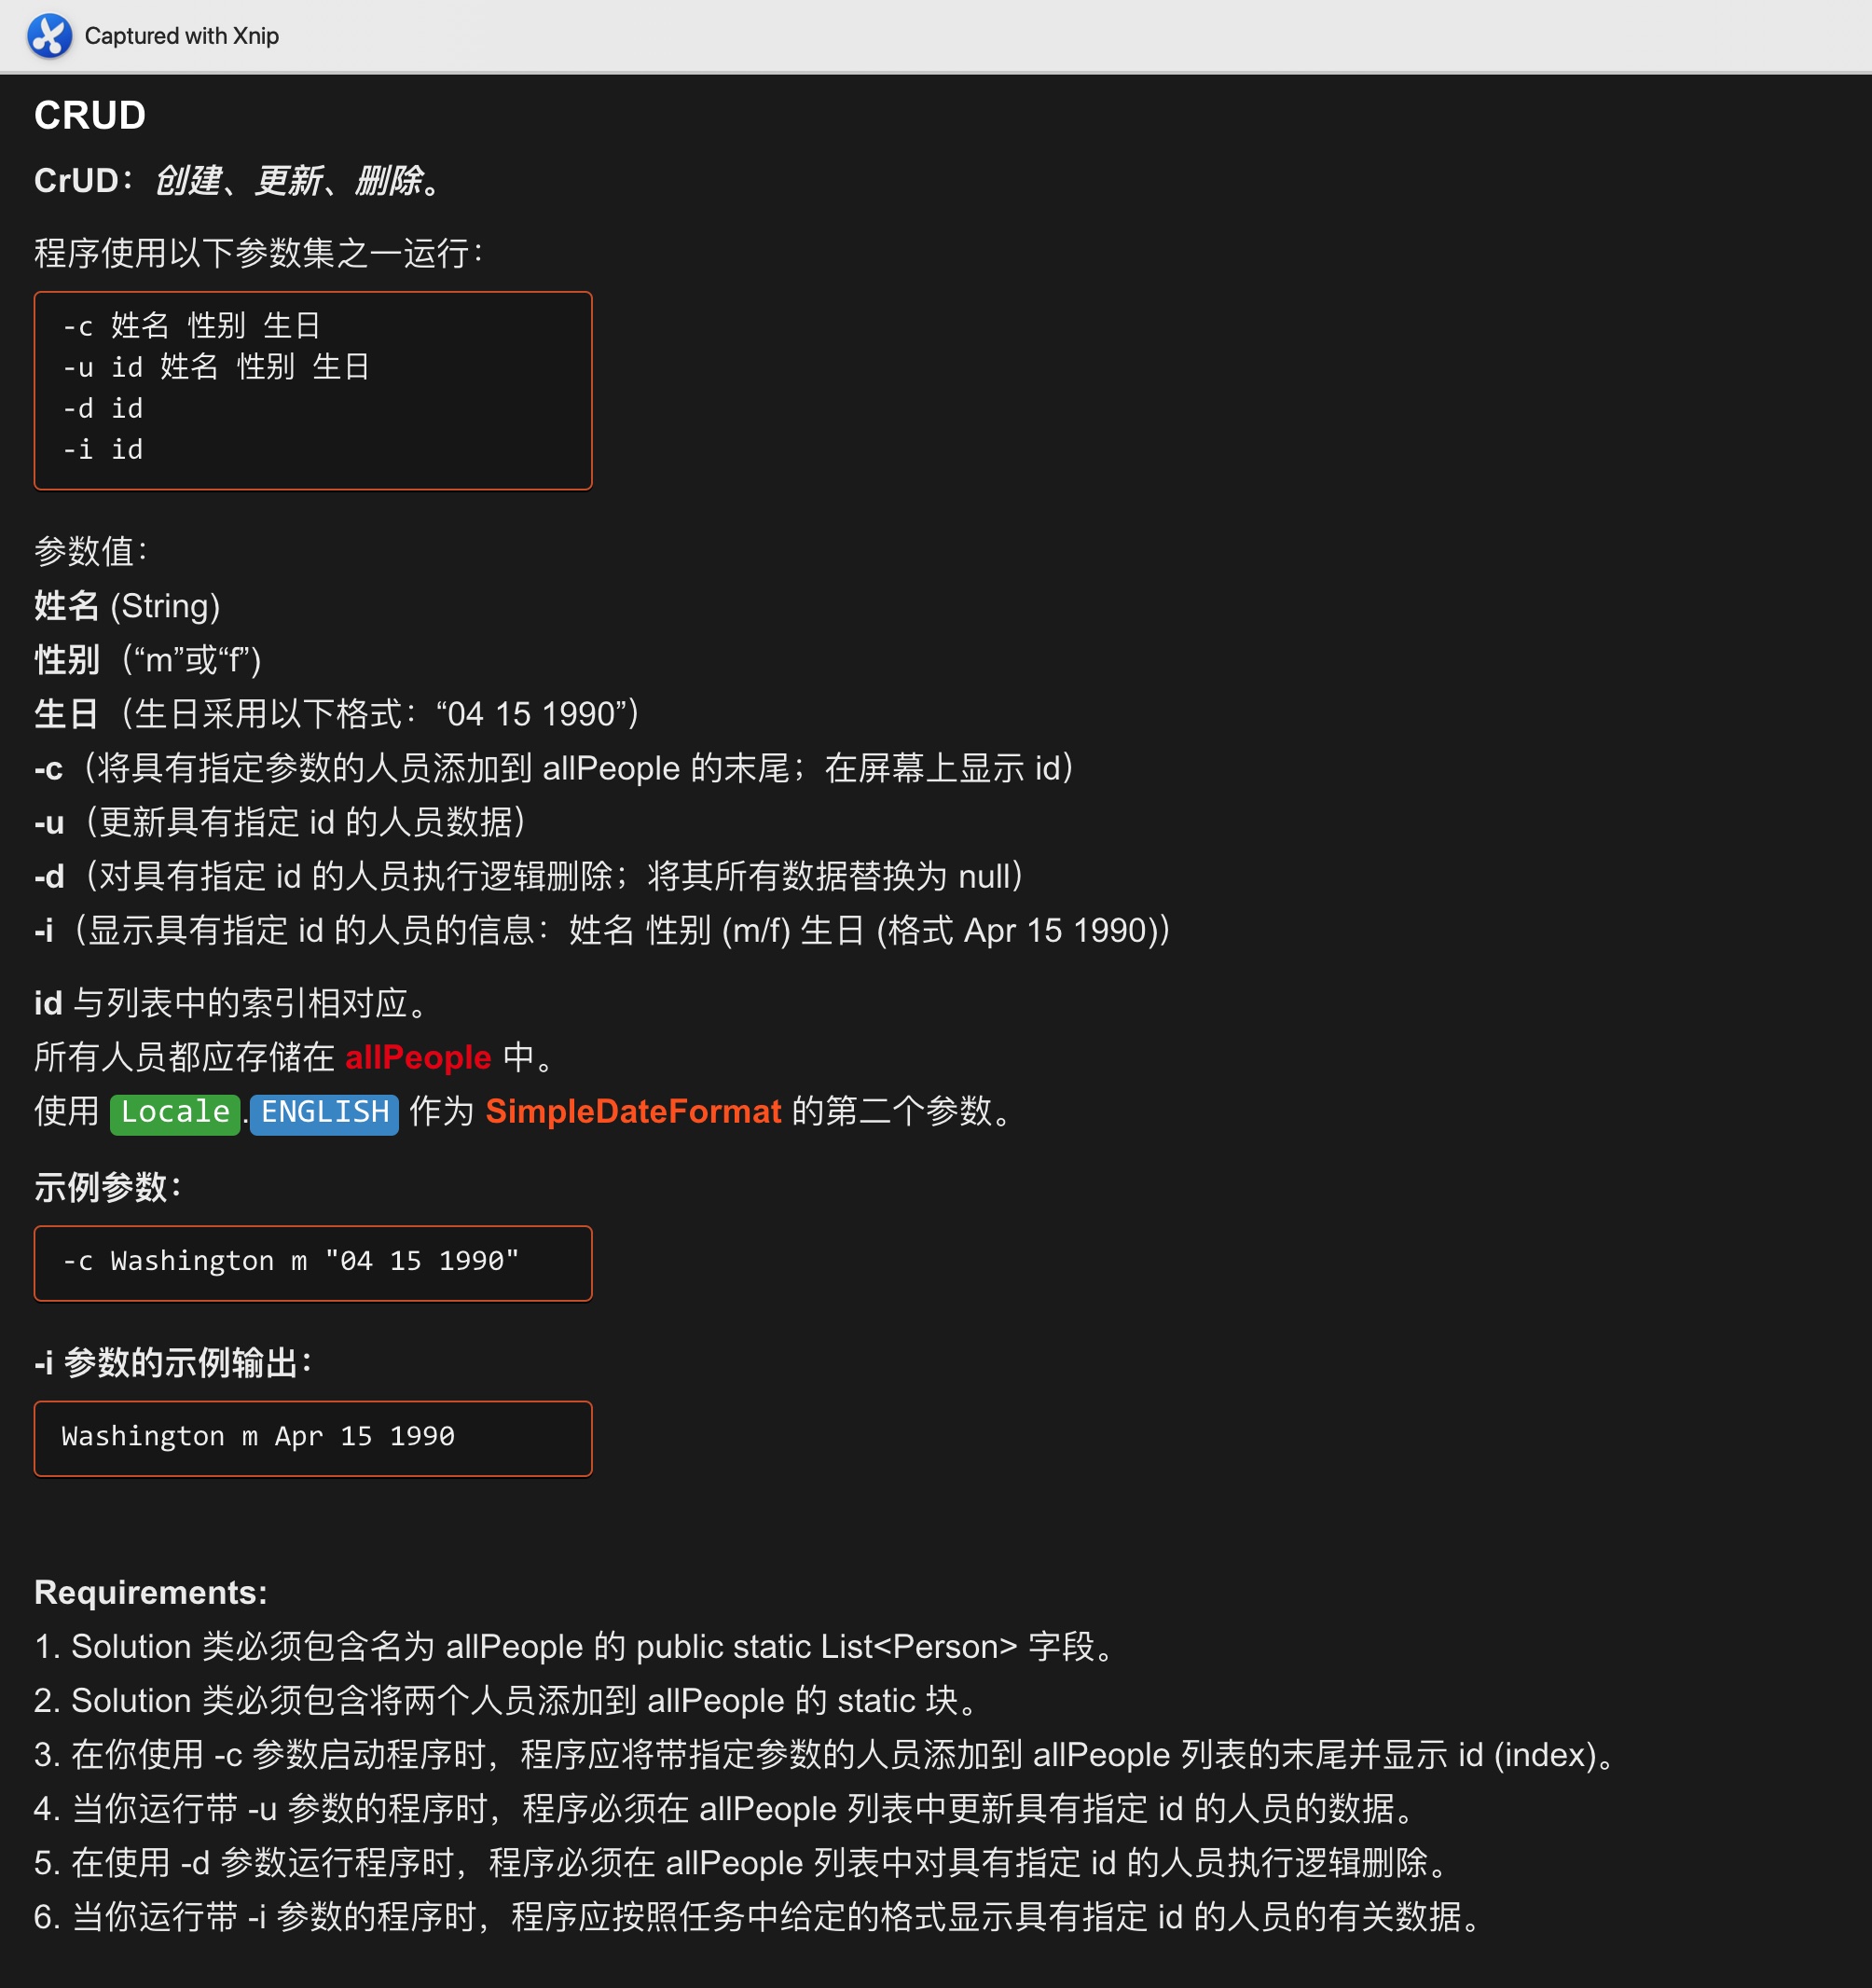 Captured with Xnip
CRUD
CrUD：创建、更新、删除。
程序使用以下参数集之一运行：
-c 姓名 性别 生日
-u id 姓名 性别 生日
-d id
-i id
参数值：
姓名 (String)
性别（“m”或“f”)
生日（生日采用以下格式：“04 15 1990”）
-c（将具有指定参数的人员添加到 allPeople 的末尾；在屏幕上显示 id）
-u（更新具有指定 id 的人员数据）
-d（对具有指定 id 的人员执行逻辑删除；将其所有数据替换为 null）
-i（显示具有指定 id 的人员的信息：姓名 性别 (m/f) 生日 (格式 Apr 15 1990)）
id 与列表中的索引相对应。
所有人员都应存储在 allPeople 中。
使用 Locale.ENGLISH 作为 SimpleDateFormat 的第二个参数。
示例参数：
-c Washington m "04 15 1990"
-i 参数的示例输出：
Washington m Apr 15 1990
Requirements:
1. Solution 类必须包含名为 allPeople 的 public static List<Person> 字段。
2. Solution 类必须包含将两个人员添加到 allPeople 的 static 块。
3. 在你使用 -c 参数启动程序时，程序应将带指定参数的人员添加到 allPeople 列表的末尾并显示 id (index)。
4. 当你运行带 -u 参数的程序时，程序必须在 allPeople 列表中更新具有指定 id 的人员的数据。
5. 在使用 -d 参数运行程序时，程序必须在 allPeople 列表中对具有指定 id 的人员执行逻辑删除。
6. 当你运行带 -i 参数的程序时，程序应按照任务中给定的格式显示具有指定 id 的人员的有关数据。